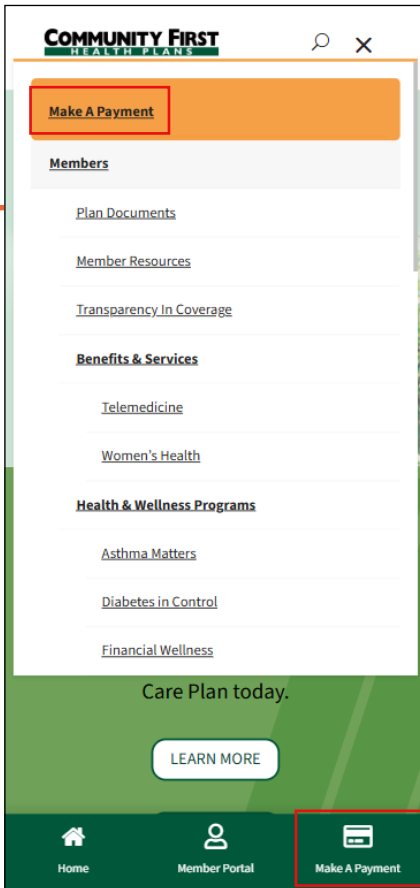 COMMUNITY FIRST
HEALTH PLANS
Make A Payment
Members
Plan Documents
Member Resources
Transparency In Coverage
Benefits & Services
Telemedicine
Women’s Health
Health & Wellness Programs
Asthma Matters
Diabetes in Control
Financial Wellness
Care Plan today.
LEARN MORE
Home
Member Portal
Make A Payment